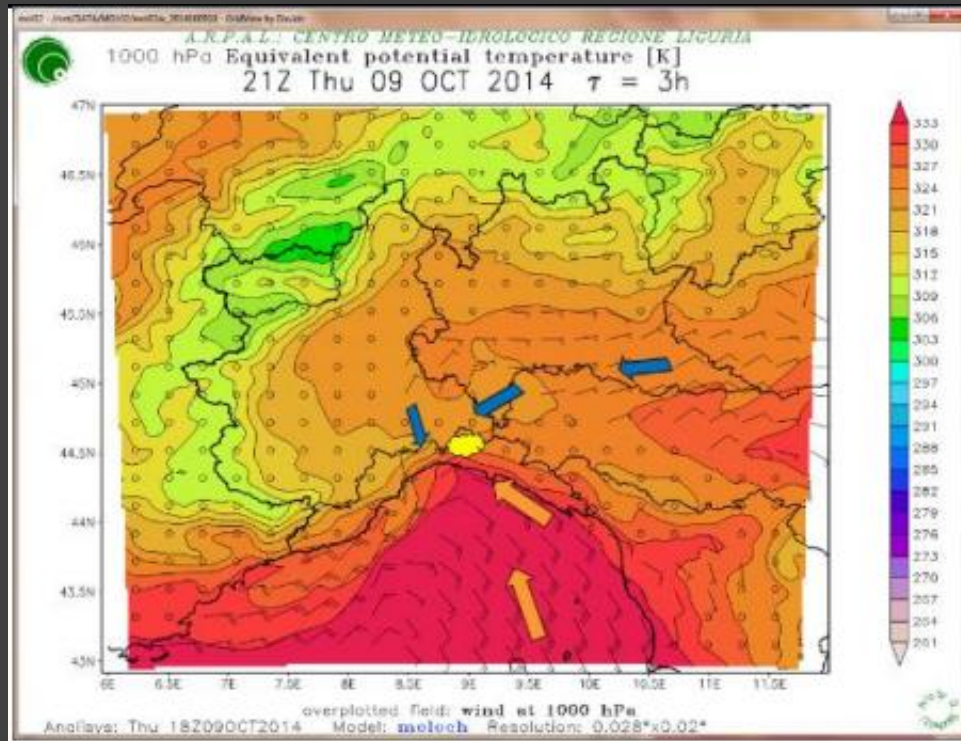 A.R.P.A.L.: CENTRO METEO-IDROLOGICO REGIONE LIGURIA
1000 hPa Equivalent potential temperature [K]
21Z Thu 09 OCT 2014 τ = 3h
47N
46.5N
46N
45.5N
45N
44.5N
44N
43.5N
43N
6E 6.5E 7E 7.5E 8E 8.5E 9E 9.5E 10E 10.5E 11E 11.5E
333
330
327
324
321
318
315
312
309
306
303
300
297
294
291
288
285
282
279
276
273
270
267
264
261
overplotted field: wind at 1000 hPa
Analisys: Thu 18Z09OCT2014 Model: moloch Resolution: 0.028°x0.02°